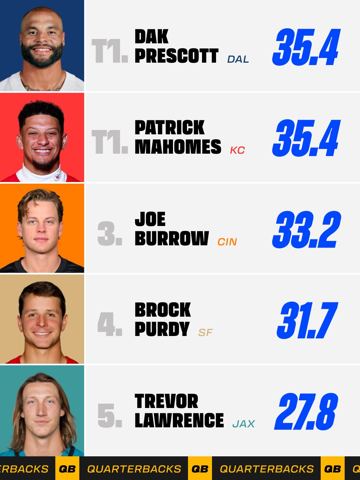 T1. DAK PRESCOTT DAL 35.4
T1. PATRICK MAHOMES KC 35.4
3. JOE BURROW CIN 33.2
4. BROCK PURDY SF 31.7
5. TREVOR LAWRENCE JAX 27.8
ERBACKS QB QUARTERBACKS QB QUARTERBACKS QB Q